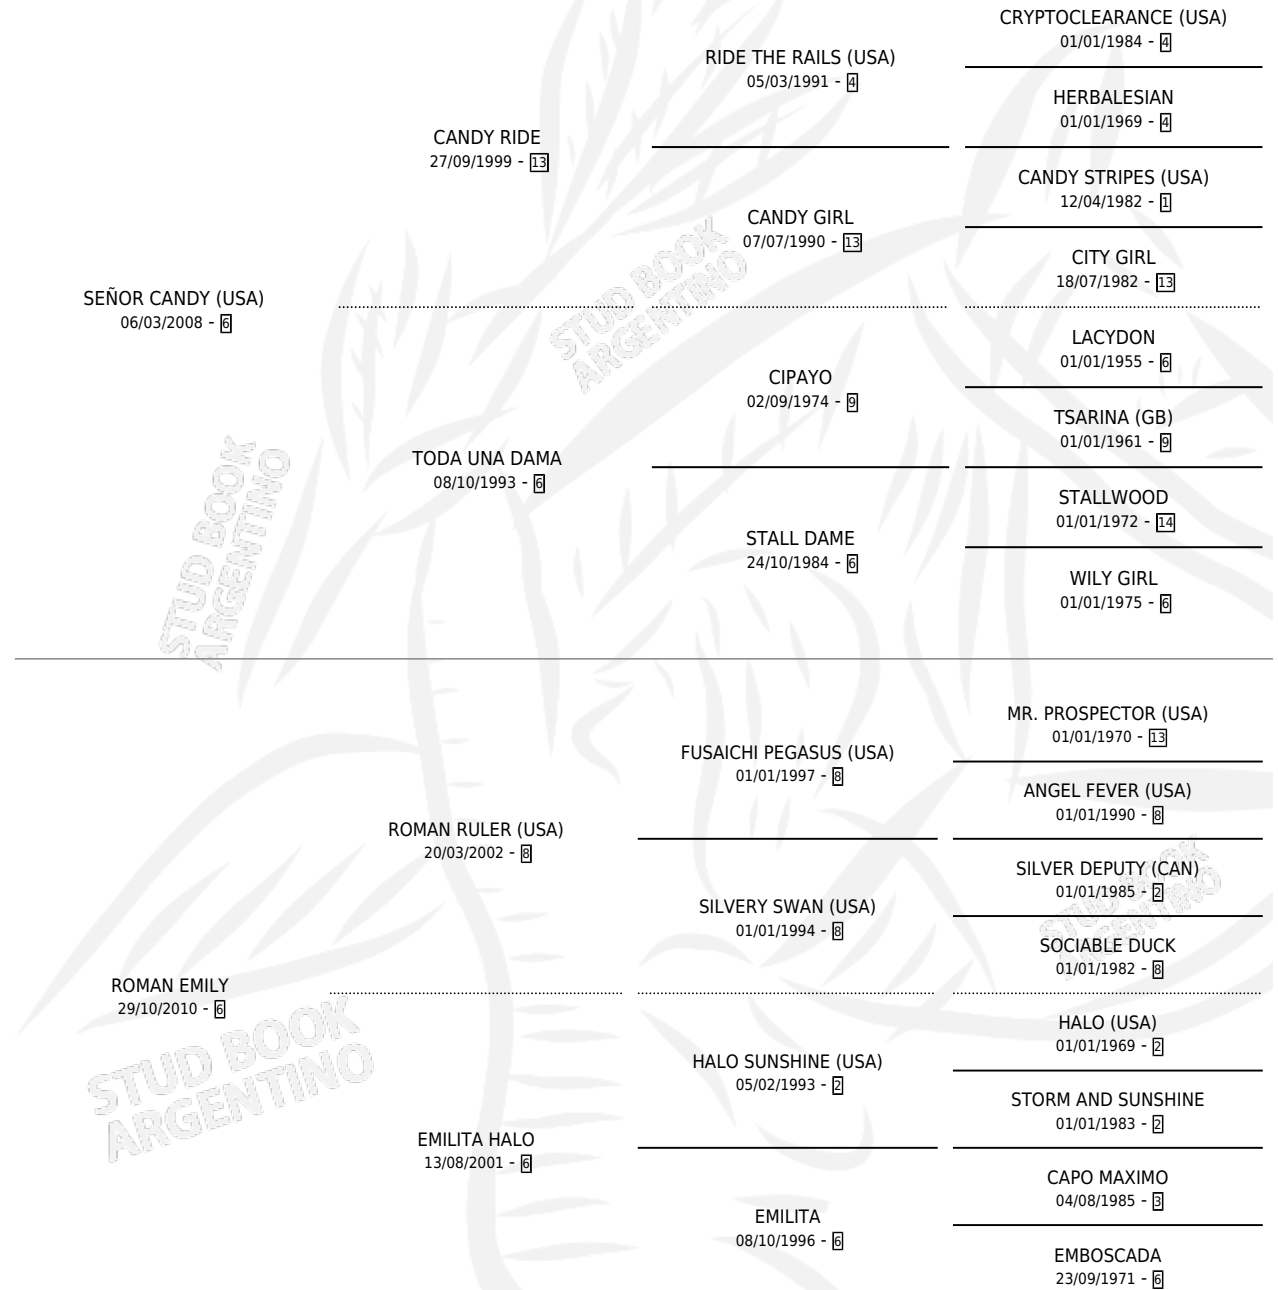 CRYPTOCLEARANCE (USA)
01/01/1984 - 4
RIDE THE RAILS (USA)
05/03/1991 - 4
HERBALESIAN
01/01/1969 - 4
CANDY RIDE
27/09/1999 - 13
CANDY STRIPES (USA)
12/04/1982 - 1
CANDY GIRL
07/07/1990 - 13
CITY GIRL
18/07/1982 - 13
SEÑOR CANDY (USA)
06/03/2008 - 6
LACYDON
01/01/1955 - 6
CIPAYO
02/09/1974 - 9
TSARINA (GB)
01/01/1961 - 9
TODA UNA DAMA
08/10/1993 - 6
STALLWOOD
01/01/1972 - 14
STALL DAME
24/10/1984 - 6
WILY GIRL
01/01/1975 - 6
MR. PROSPECTOR (USA)
01/01/1970 - 13
FUSAICHI PEGASUS (USA)
01/01/1997 - 8
ANGEL FEVER (USA)
01/01/1990 - 8
ROMAN RULER (USA)
20/03/2002 - 8
SILVER DEPUTY (CAN)
01/01/1985 - 2
SILVERY SWAN (USA)
01/01/1994 - 8
SOCIABLE DUCK
01/01/1982 - 8
ROMAN EMILY
29/10/2010 - 6
HALO (USA)
01/01/1969 - 2
HALO SUNSHINE (USA)
05/02/1993 - 2
STORM AND SUNSHINE
01/01/1983 - 2
EMILITA HALO
13/08/2001 - 6
CAPO MAXIMO
04/08/1985 - 3
EMILITA
08/10/1996 - 6
EMBOSCADA
23/09/1971 - 6
STUD BOOK
ARGENTINO
STUD BOOK
ARGENTINO
STUD BOOK
ARGENTINO
STUD BOOK
ARGENTINO